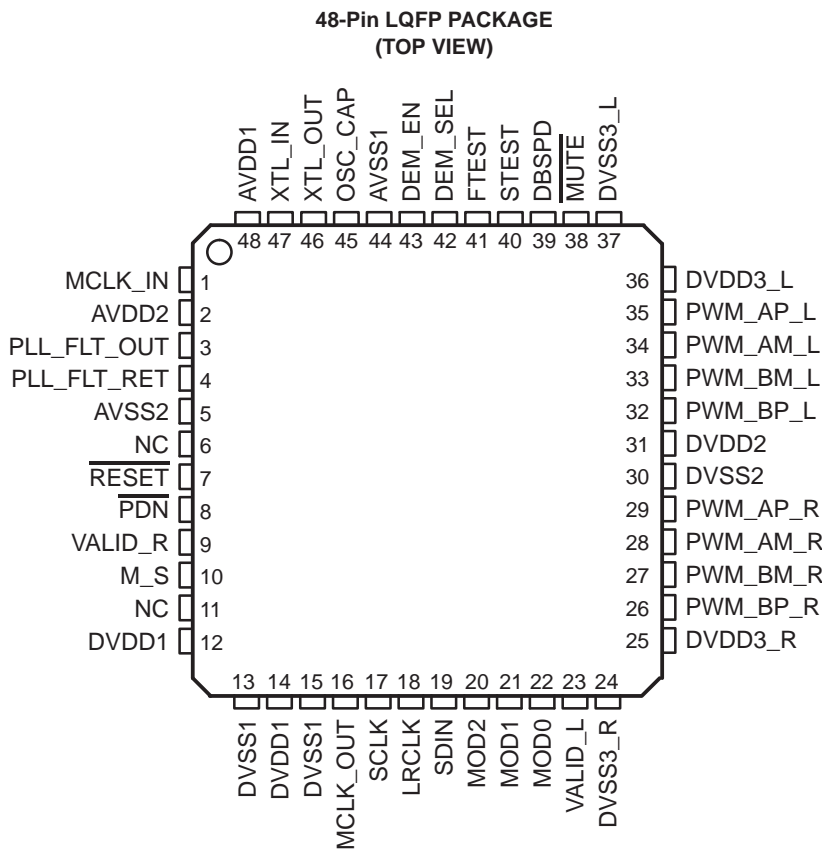 48-Pin LQFP PACKAGE
(TOP VIEW)
AVDD1
XTL_IN
XTL_OUT
OSC_CAP
AVSS1
DEM_EN
DEM_SEL
FTEST
STEST
DBSPD
MUTE
DVSS3_L
48 47 46 45 44 43 42 41 40 39 38 37
MCLK_IN 1
AVDD2 2
PLL_FLT_OUT 3
PLL_FLT_RET 4
AVSS2 5
NC 6
RESET 7
PDN 8
VALID_R 9
M_S 10
NC 11
DVDD1 12
36 DVDD3_L
35 PWM_AP_L
34 PWM_AM_L
33 PWM_BM_L
32 PWM_BP_L
31 DVDD2
30 DVSS2
29 PWM_AP_R
28 PWM_AM_R
27 PWM_BM_R
26 PWM_BP_R
25 DVDD3_R
13 14 15 16 17 18 19 20 21 22 23 24
DVSS1
DVDD1
DVSS1
MCLK_OUT
SCLK
LRCLK
SDIN
MOD2
MOD1
MOD0
VALID_L
DVSS3_R